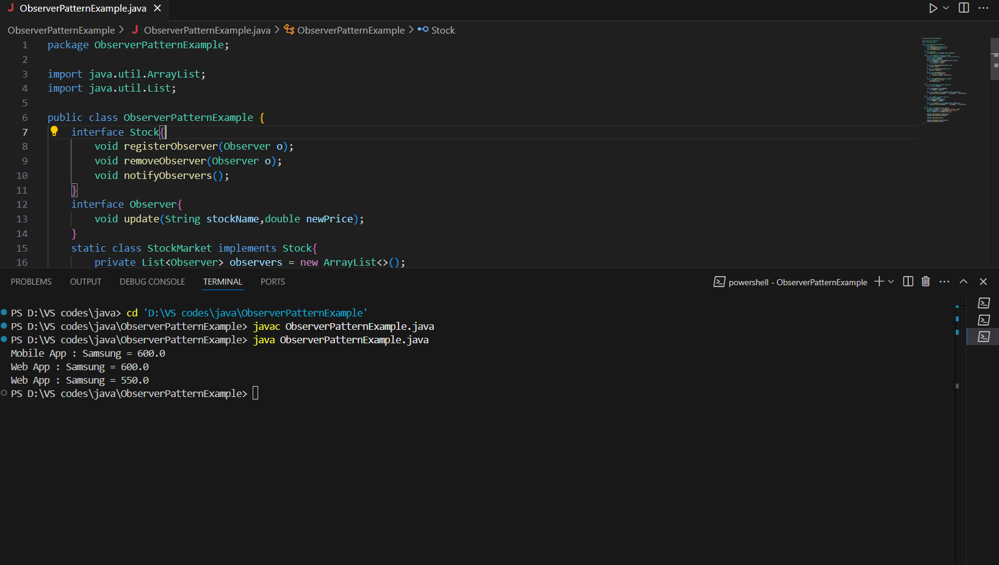 J ObserverPatternExample.java
ObserverPatternExample > J ObserverPatternExample.java > ObserverPatternExample > Stock
1 package ObserverPatternExample;
2
3 import java.util.ArrayList;
4 import java.util.List;
5
6 public class ObserverPatternExample {
7 interface Stock{
8 void registerObserver(Observer o);
9 void removeObserver(Observer o);
10 void notifyObservers();
11 }
12 interface Observer{
13 void update(String stockName,double newPrice);
14 }
15 static class StockMarket implements Stock{
16 private List<Observer> observers = new ArrayList<>();
PROBLEMS OUTPUT DEBUG CONSOLE TERMINAL PORTS powershell - ObserverPatternExample
PS D:\VS codes\java> cd 'D:\VS codes\java\ObserverPatternExample'
PS D:\VS codes\java\ObserverPatternExample> javac ObserverPatternExample.java
PS D:\VS codes\java\ObserverPatternExample> java ObserverPatternExample.java
Mobile App : Samsung = 600.0
Web App : Samsung = 600.0
Web App : Samsung = 550.0
PS D:\VS codes\java\ObserverPatternExample>